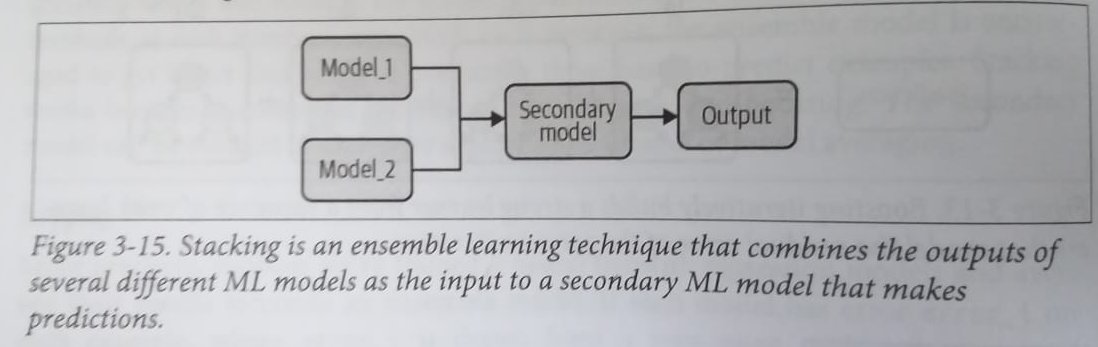 Model_1
Model_2
Secondary
model
Output
Figure 3-15. Stacking is an ensemble learning technique that combines the outputs of
several different ML models as the input to a secondary ML model that makes
predictions.